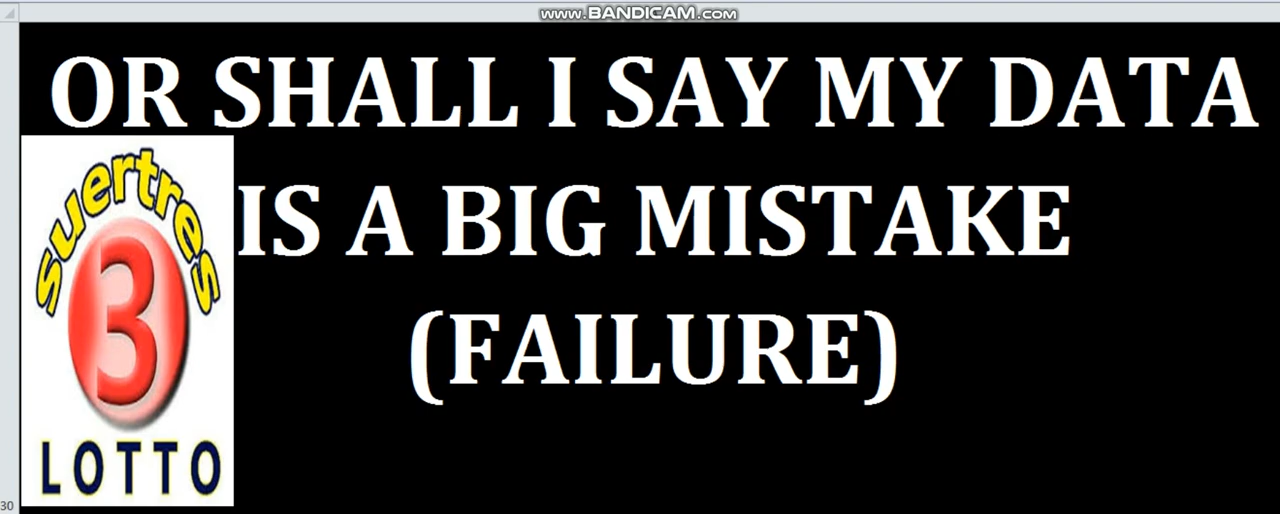 www.BANDICAM.com
OR SHALL I SAY MY DATA
IS A BIG MISTAKE
(FAILURE)
suertres
3
LOTTO
30